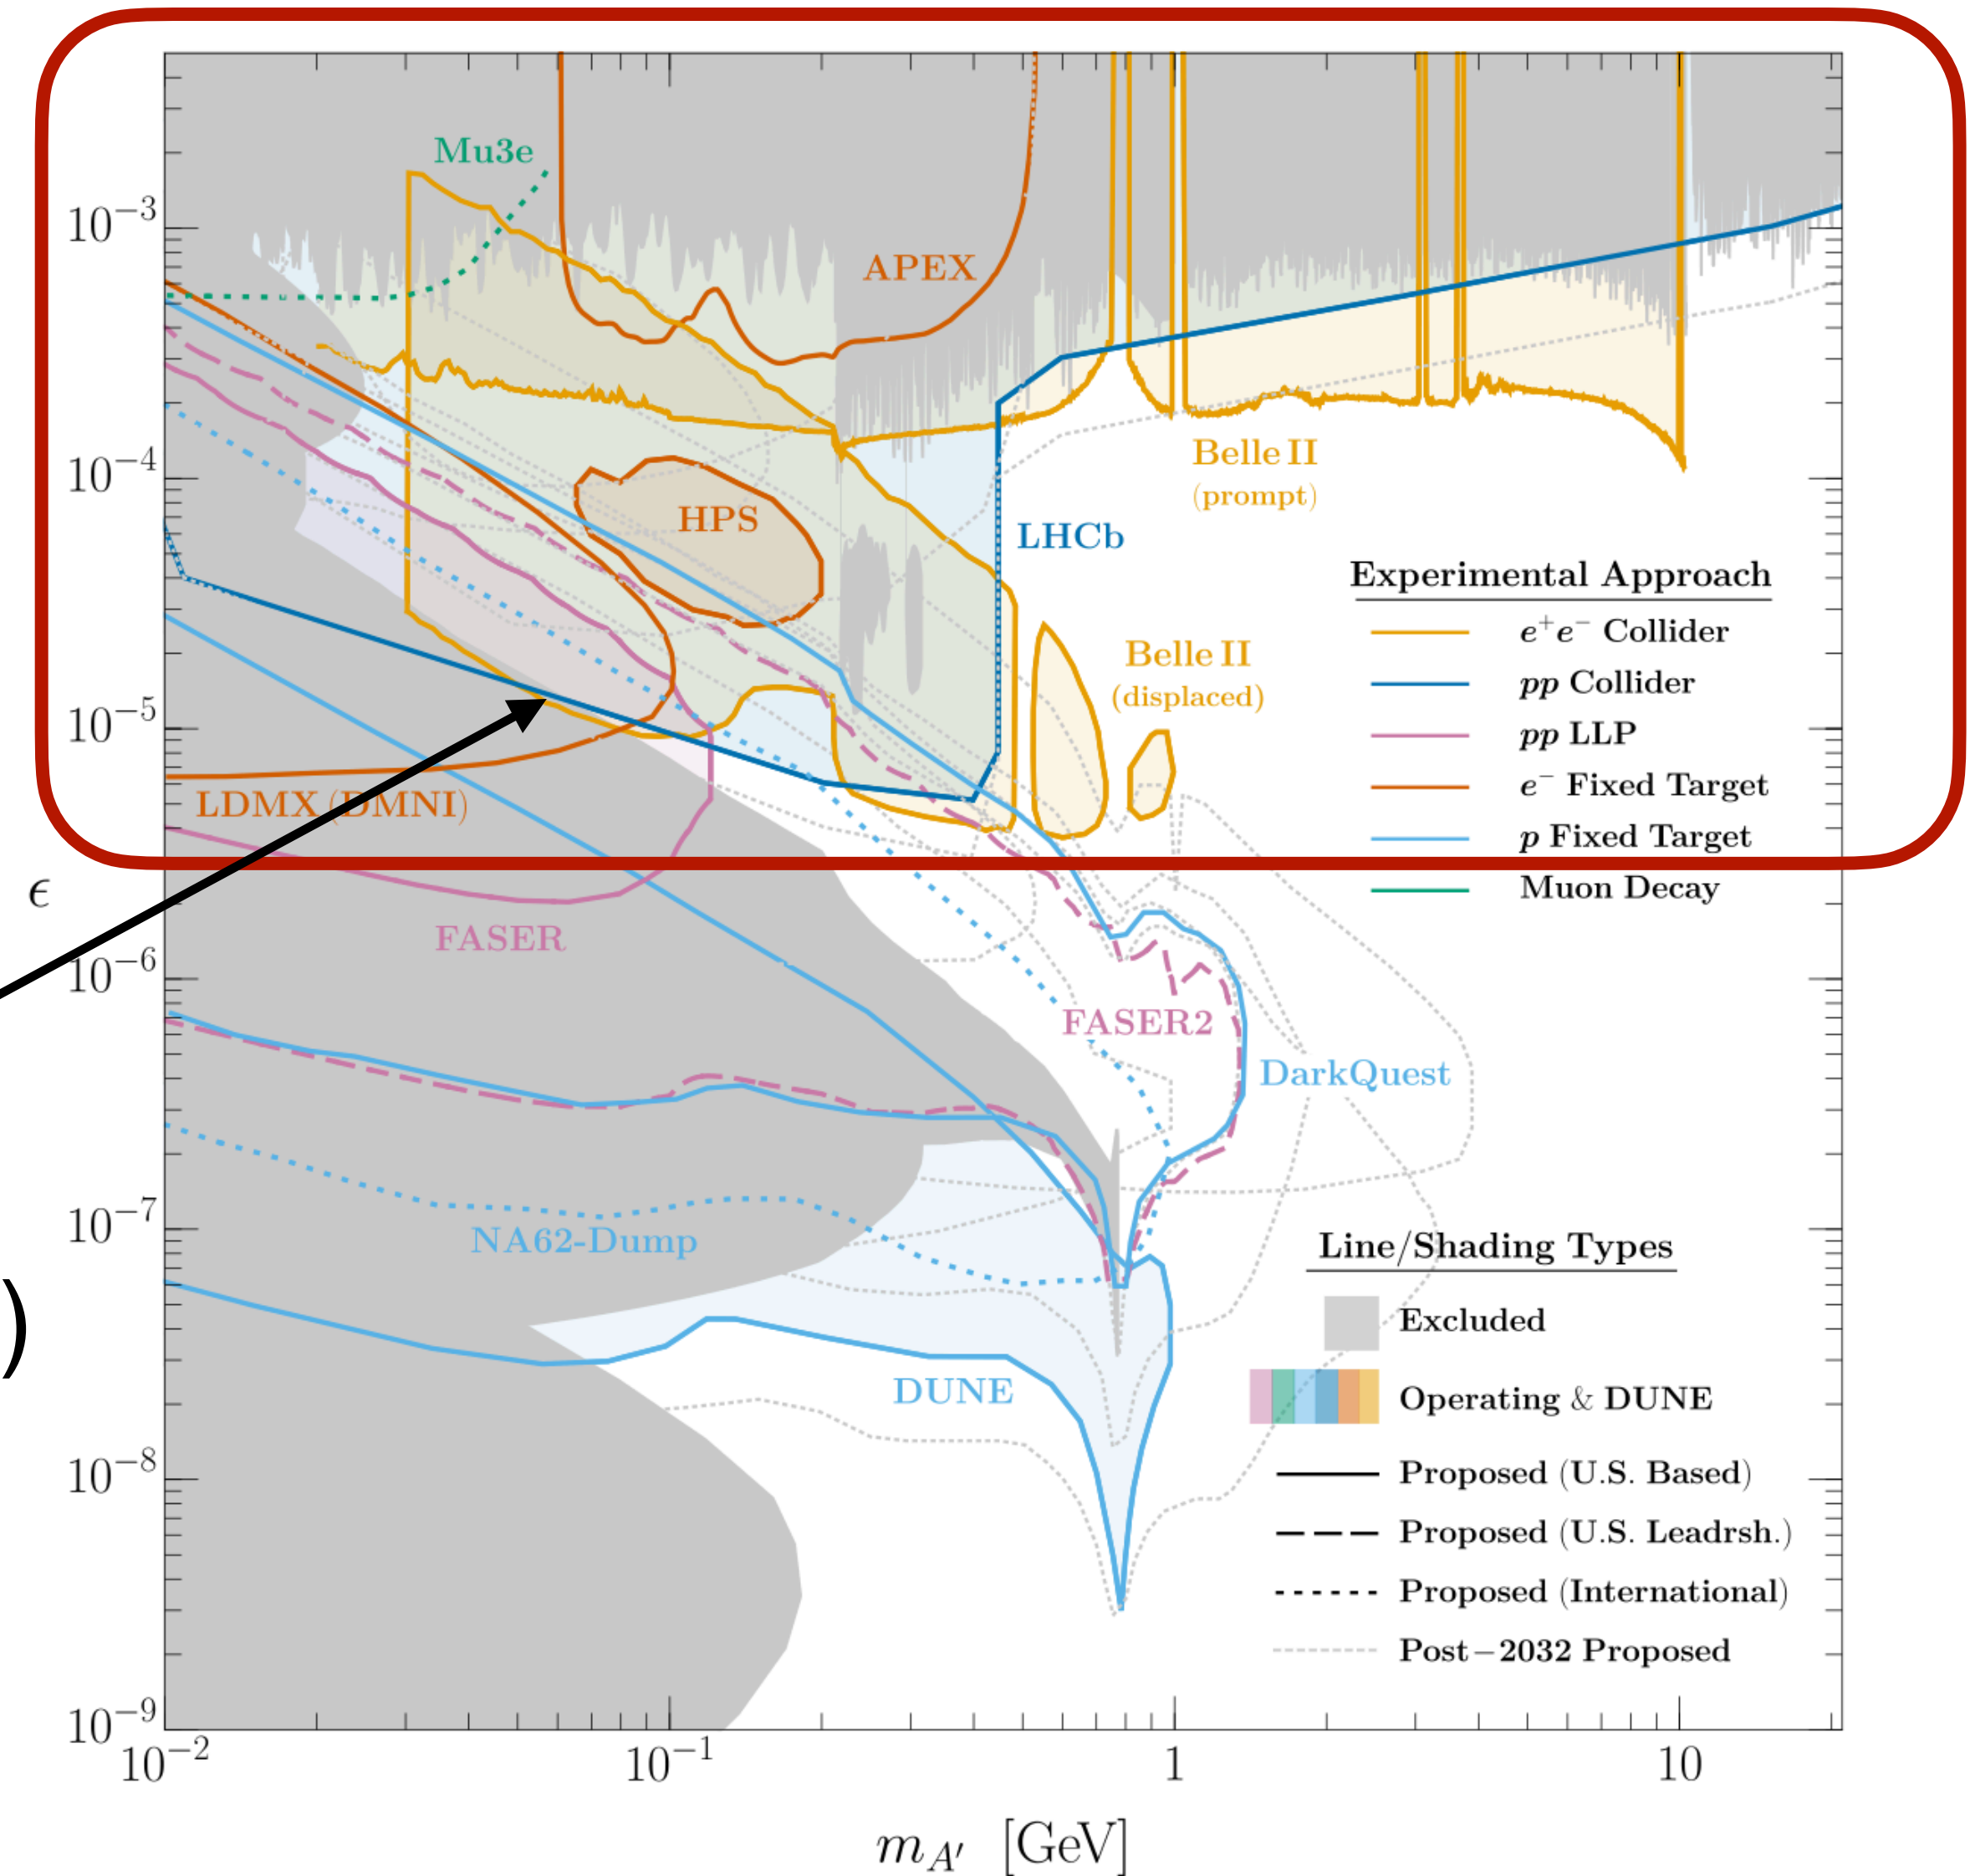 Mu3e
10⁻³
APEX
Belle II
(prompt)
10⁻⁴
HPS
LHCb
Experimental Approach
e⁺e⁻ Collider
Belle II
(displaced)
pp Collider
10⁻⁵
pp LLP
e⁻ Fixed Target
LDMX (DMNI)
p Fixed Target
ϵ
Muon Decay
FASER
10⁻⁶
FASER2
DarkQuest
10⁻⁷
NA62-Dump
Line/Shading Types
)
Excluded
DUNE
Operating & DUNE
10⁻⁸
Proposed (U.S. Based)
Proposed (U.S. Leadrsh.)
Proposed (International)
Post−2032 Proposed
10⁻⁹
10⁻² 10⁻¹ 1 10
m_A′ [GeV]